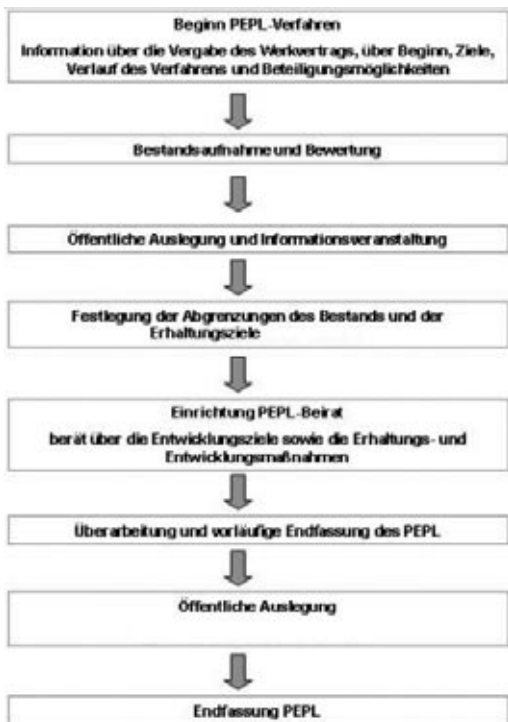 Beginn PEPL-Verfahren
Information über die Vergabe des Werkvertrags, über Beginn, Ziele,
Verlauf des Verfahrens und Beteiligungsmöglichkeiten
Bestandsaufnahme und Bewertung
Öffentliche Auslegung und Informationsveranstaltung
Festlegung der Abgrenzungen des Bestands und der
Erhaltungsziele
Einrichtung PEPL-Beirat
berät über die Entwicklungsziele sowie die Erhaltungs- und
Entwicklungsmaßnahmen
Überarbeitung und vorläufige Endfassung des PEPL
Öffentliche Auslegung
Endfassung PEPL